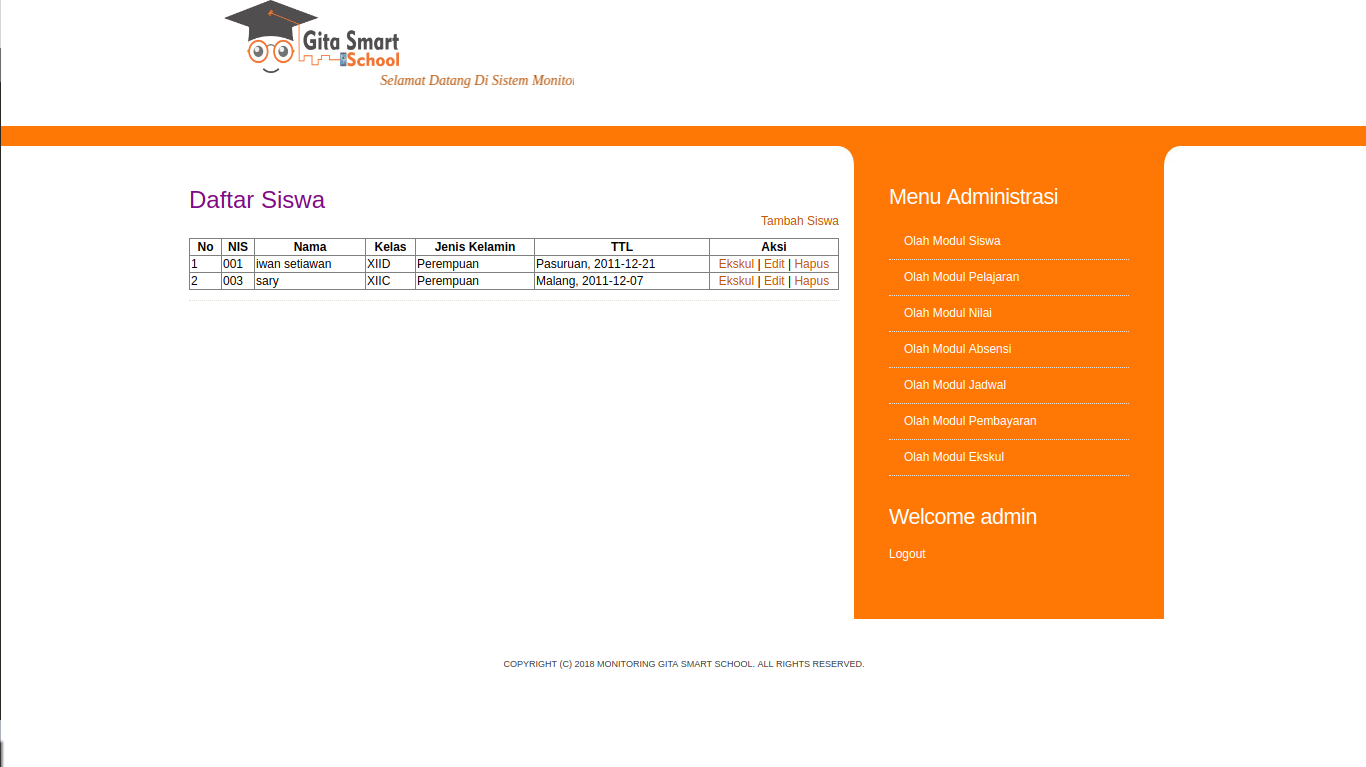 Gita Smart
School
Selamat Datang Di Sistem
Daftar Siswa
Tambah Siswa
No NIS Nama Kelas Jenis Kelamin TTL Aksi
1 001 iwan setiawan XIID Perempuan Pasuruan, 2011-12-21 Ekskul | Edit | Hapus
2 003 sary XIIC Perempuan Malang, 2011-12-07 Ekskul | Edit | Hapus
Menu Administrasi
Olah Modul Siswa
Olah Modul Pelajaran
Olah Modul Nilai
Olah Modul Absensi
Olah Modul Jadwal
Olah Modul Pembayaran
Olah Modul Ekskul
Welcome admin
Logout
COPYRIGHT (C) 2018 MONITORING GITA SMART SCHOOL. ALL RIGHTS RESERVED.